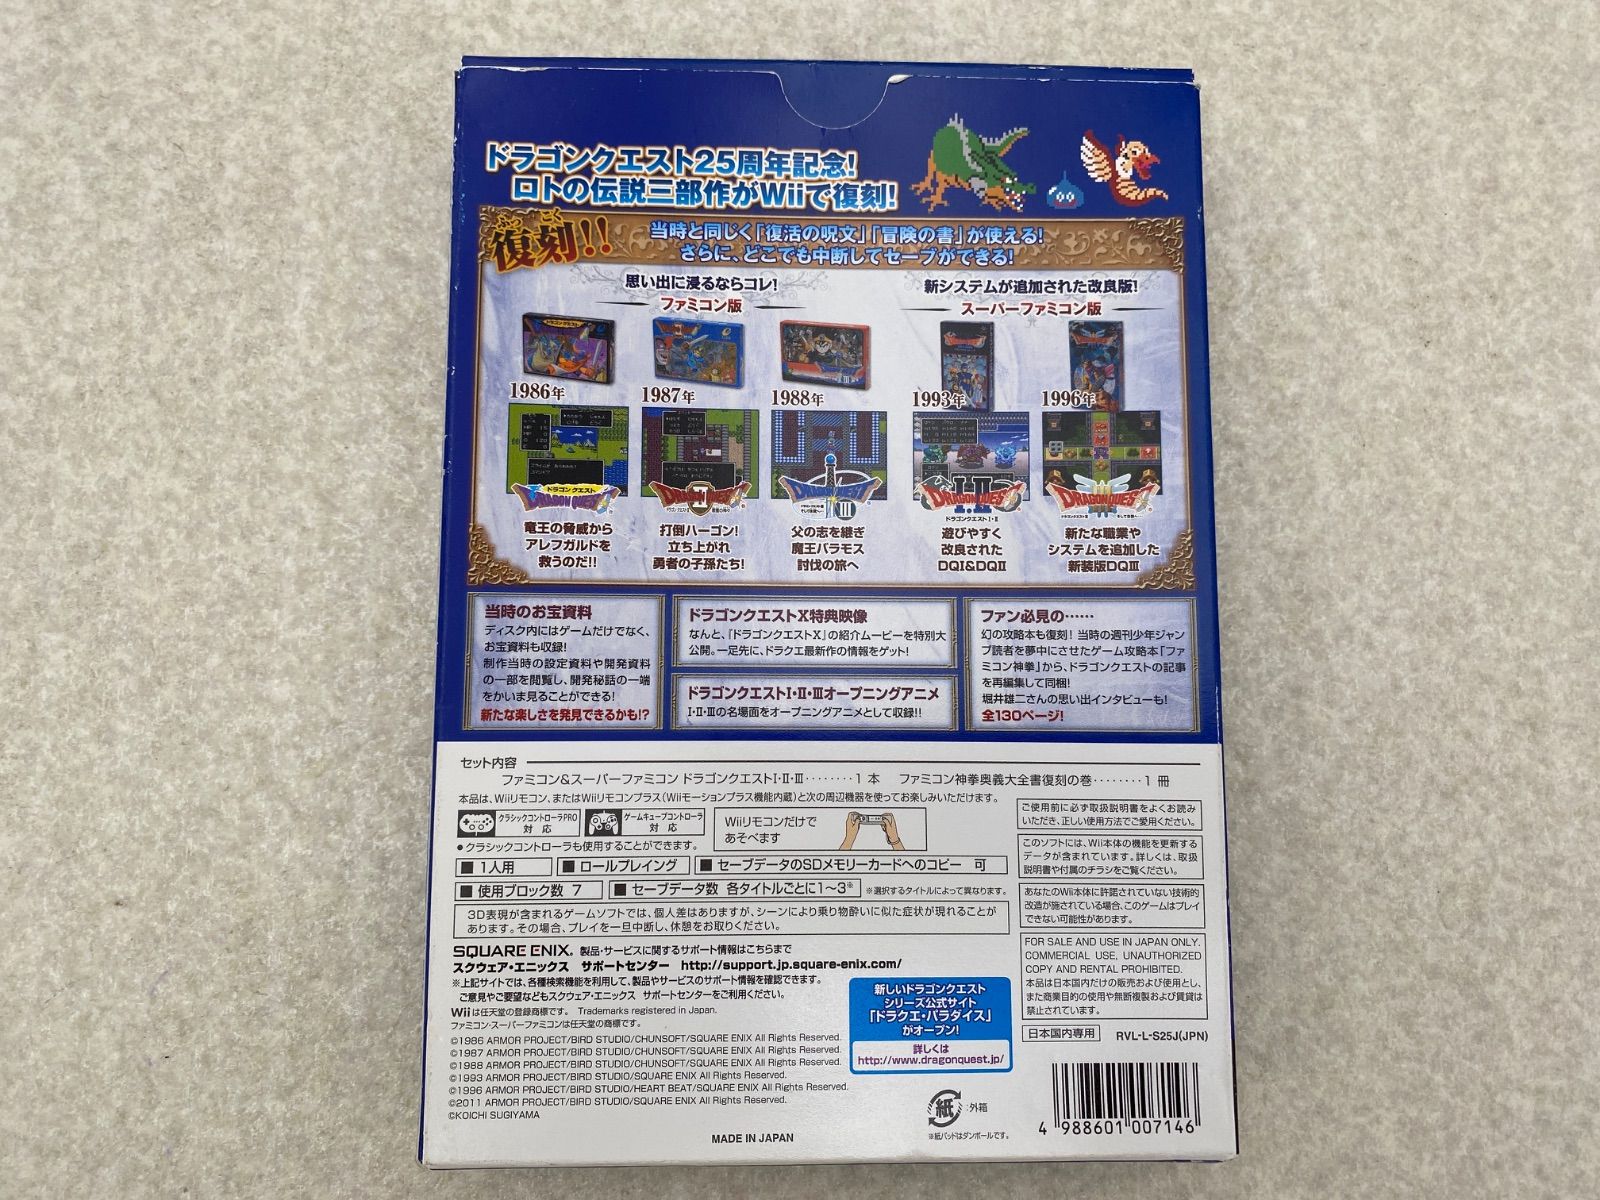 ドラゴンクエスト25周年記念!
ロトの伝説三部作がWiiで復刻!
ふっ こく
復刻!!
当時と同じく「復活の呪文」「冒険の書」が使える!
さらに、どこでも中断してセーブができる!
思い出に浸るならコレ!
ファミコン版
新システムが追加された改良版!
スーパーファミコン版
1986年
1987年
1988年
1993年
1996年
ドラゴンクエスト
DRAGON QUEST
DRAGON QUEST II
DRAGON QUEST III
DRAGON QUEST I・II
ドラゴンクエストI・II
DRAGON QUEST III
竜王の脅威から
アレフガルドを
救うのだ!!
打倒ハーゴン!
立ち上がれ
勇者の子孫たち!
父の志を継ぎ
魔王バラモス
討伐の旅へ
遊びやすく
改良された
DQI&DQII
新たな職業や
システムを追加した
新装版DQIII
当時のお宝資料
ディスク内にはゲームだけでなく、
お宝資料も収録!
制作当時の設定資料や開発資料
の一部を閲覧し、開発秘話の一端
をかいま見ることができる!
新たな楽しさを発見できるかも!?
ドラゴンクエストX特典映像
なんと、『ドラゴンクエストX』の紹介ムービーを特別大
公開。一足先に、ドラクエ最新作の情報をゲット!
ドラゴンクエストI・II・IIIオープニングアニメ
I・II・IIIの名場面をオープニングアニメとして収録!!
ファン必見の……
幻の攻略本も復刻! 当時の週刊少年ジャン
プ読者を夢中にさせたゲーム攻略本「ファ
ミコン神拳」から、ドラゴンクエストの記事
を再編集して同梱!
堀井雄二さんの思い出インタビューも!
全130ページ!
セット内容
ファミコン&スーパーファミコン ドラゴンクエストI・II・III………1本 ファミコン神拳奥義大全書復刻の巻………1冊
本品は、Wiiリモコン、またはWiiリモコンプラス(Wiiモーションプラス機能内蔵)と次の周辺機器を使ってお楽しみいただけます。
クラシックコントローラPRO
対 応
ゲームキューブコントローラ
対 応
Wiiリモコンだけで
あそべます
●クラシックコントローラも使用することができます。
■1人用
■ロールプレイング
■セーブデータのSDメモリーカードへのコピー 可
■使用ブロック数 7
■セーブデータ数 各タイトルごとに1～3※
※選択するタイトルによって異なります。
3D表現が含まれるゲームソフトでは、個人差はありますが、シーンにより乗り物酔いに似た症状が現れることが
あります。その場合、プレイを一旦中断し、休憩をお取りください。
ご使用前に必ず取扱説明書をよくお読み
いただき、正しい使用方法でご愛用ください。
このソフトには、Wii本体の機能を更新する
データが含まれています。詳しくは、取扱
説明書や付属のチラシをご覧ください。
あなたのWii本体に許諾されていない技術的
改造が施されている場合、このゲームはプレイ
できない可能性があります。
FOR SALE AND USE IN JAPAN ONLY.
COMMERCIAL USE, UNAUTHORIZED
COPY AND RENTAL PROHIBITED.
本品は日本国内だけの販売および使用とし、
また商業目的の使用や無断複製および賃貸は
禁止されています。
日本国内専用
RVL-L-S25J(JPN)
SQUARE ENIX. 製品・サービスに関するサポート情報はこちらまで
スクウェア・エニックス サポートセンター http://support.jp.square-enix.com/
※上記サイトでは、各種検索機能を利用して、製品やサービスのサポート情報を確認できます。
ご意見やご要望などもスクウェア・エニックス サポートセンターをご利用ください。
Wiiは任天堂の登録商標です。 Trademarks registered in Japan.
ファミコン・スーパーファミコンは任天堂の商標です。
©1986 ARMOR PROJECT/BIRD STUDIO/CHUNSOFT/SQUARE ENIX All Rights Reserved.
©1987 ARMOR PROJECT/BIRD STUDIO/CHUNSOFT/SQUARE ENIX All Rights Reserved.
©1988 ARMOR PROJECT/BIRD STUDIO/CHUNSOFT/SQUARE ENIX All Rights Reserved.
©1993 ARMOR PROJECT/BIRD STUDIO/SQUARE ENIX All Rights Reserved.
©1996 ARMOR PROJECT/BIRD STUDIO/HEART BEAT/SQUARE ENIX All Rights Reserved.
©2011 ARMOR PROJECT/BIRD STUDIO/SQUARE ENIX All Rights Reserved.
©KOICHI SUGIYAMA
新しいドラゴンクエスト
シリーズ公式サイト
「ドラクエ・パラダイス」
がオープン!
詳しくは
http://www.dragonquest.jp/
紙 :外箱
※紙パッドはダンボールです。
MADE IN JAPAN
4 988601 007146